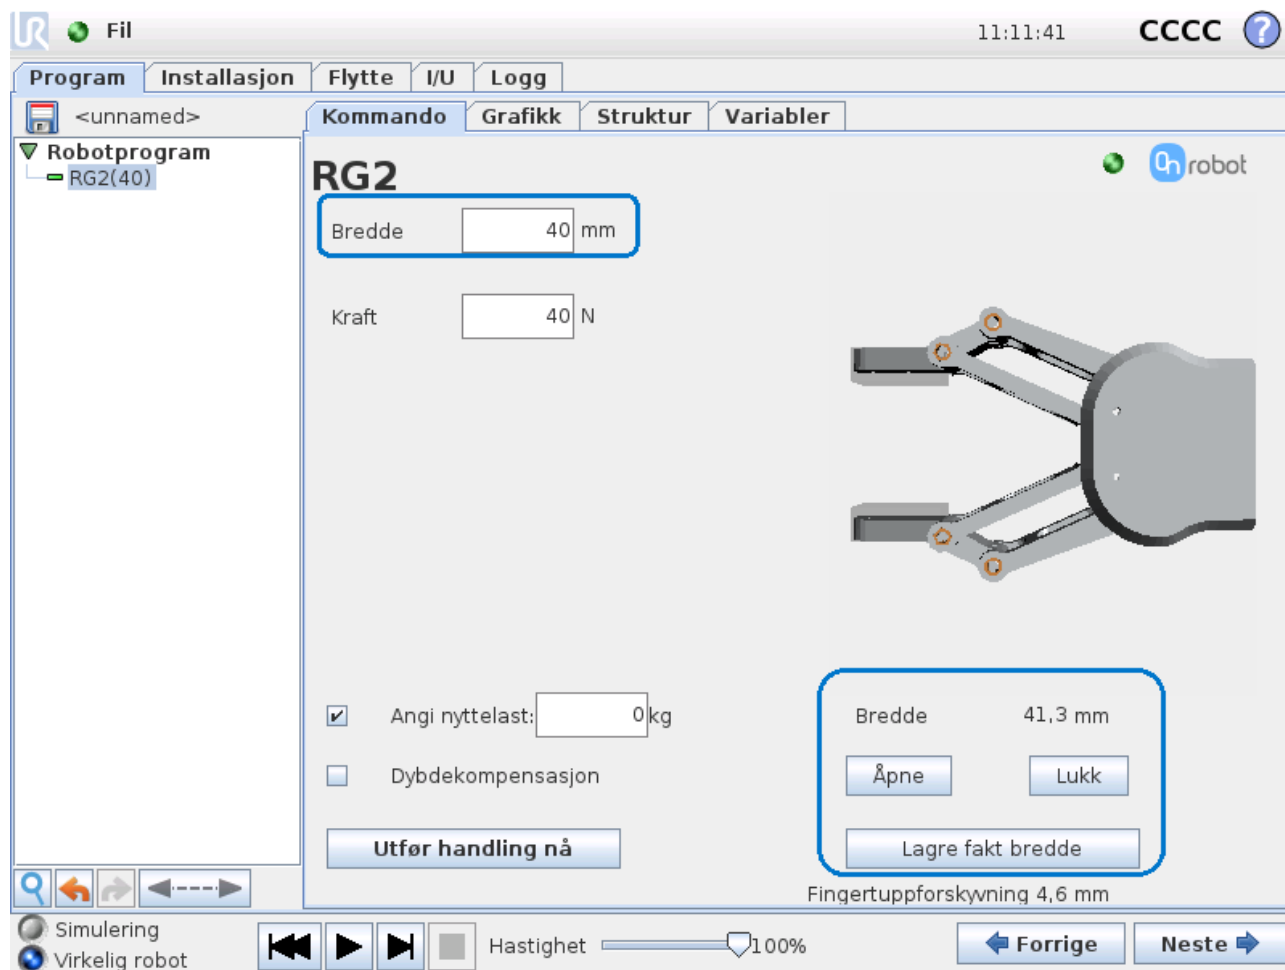 Fil
11:11:41
CCCC
?
Program Installasjon Flytte I/U Logg
<unnamed>
Kommando Grafikk Struktur Variabler
Robotprogram
RG2(40)
RG2
On robot
Bredde 40 mm
Kraft 40 N
Angi nyttelast: 0 kg
Bredde 41,3 mm
Dybdekompensasjon
Åpne Lukk
Utfør handling nå
Lagre fakt bredde
Fingertuppforskyvning 4,6 mm
Simulering
Virkelig robot
Hastighet 100%
Forrige Neste